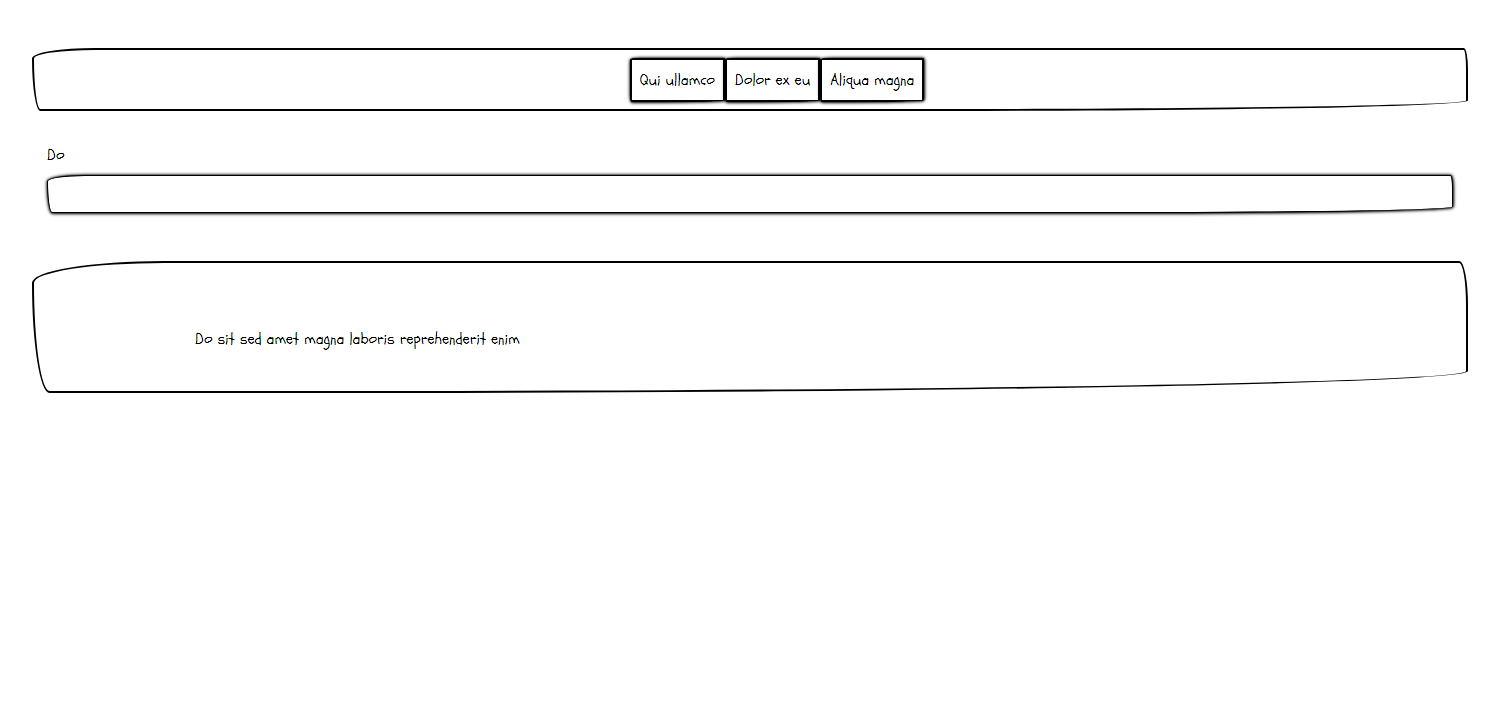 Qui ullamco Dolor ex eu Aliqua magna
Do
Do sit sed amet magna laboris reprehenderit enim